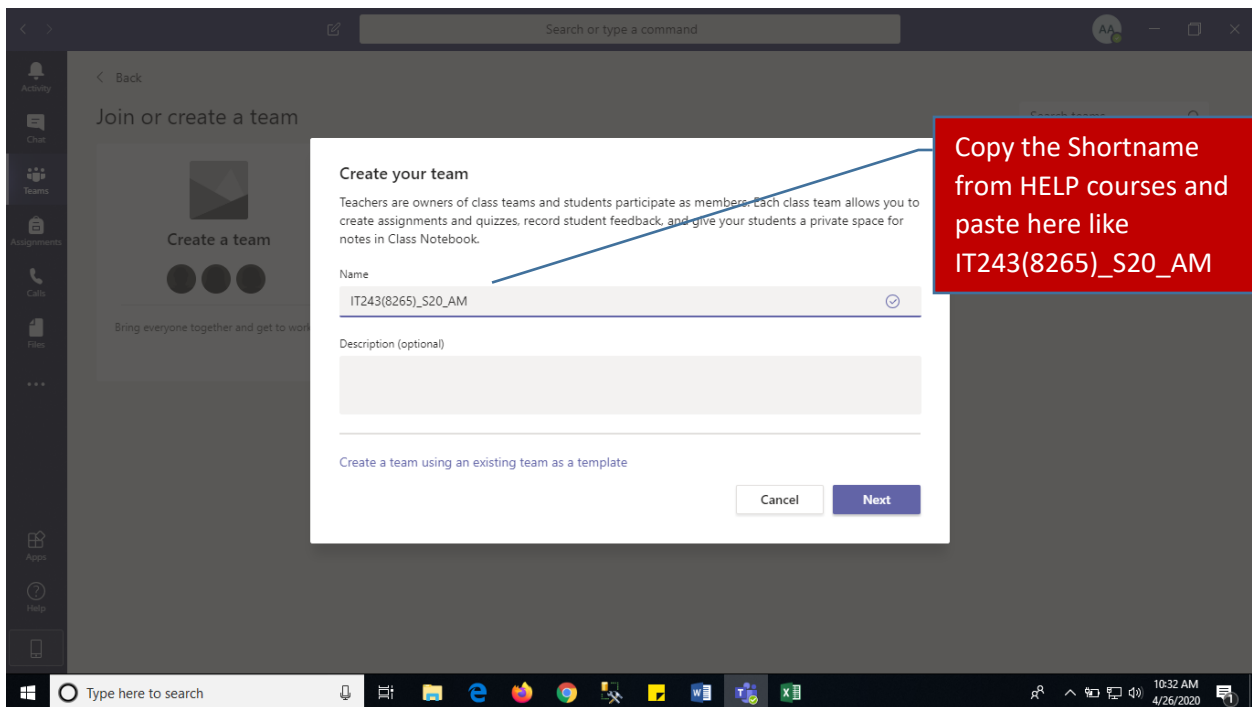 Search or type a command
AA
Activity
Chat
Teams
Assignments
Calls
Files
Apps
Help
Back
Join or create a team
Create a team
Bring everyone together and get to work
Create your team
Teachers are owners of class teams and students participate as members. Each class team allows you to
create assignments and quizzes, record student feedback, and give your students a private space for
notes in Class Notebook.
Name
IT243(8265)_S20_AM
Description (optional)
Create a team using an existing team as a template
Cancel
Next
Search teams
Copy the Shortname
from HELP courses and
paste here like
IT243(8265)_S20_AM
Type here to search
10:32 AM
4/26/2020